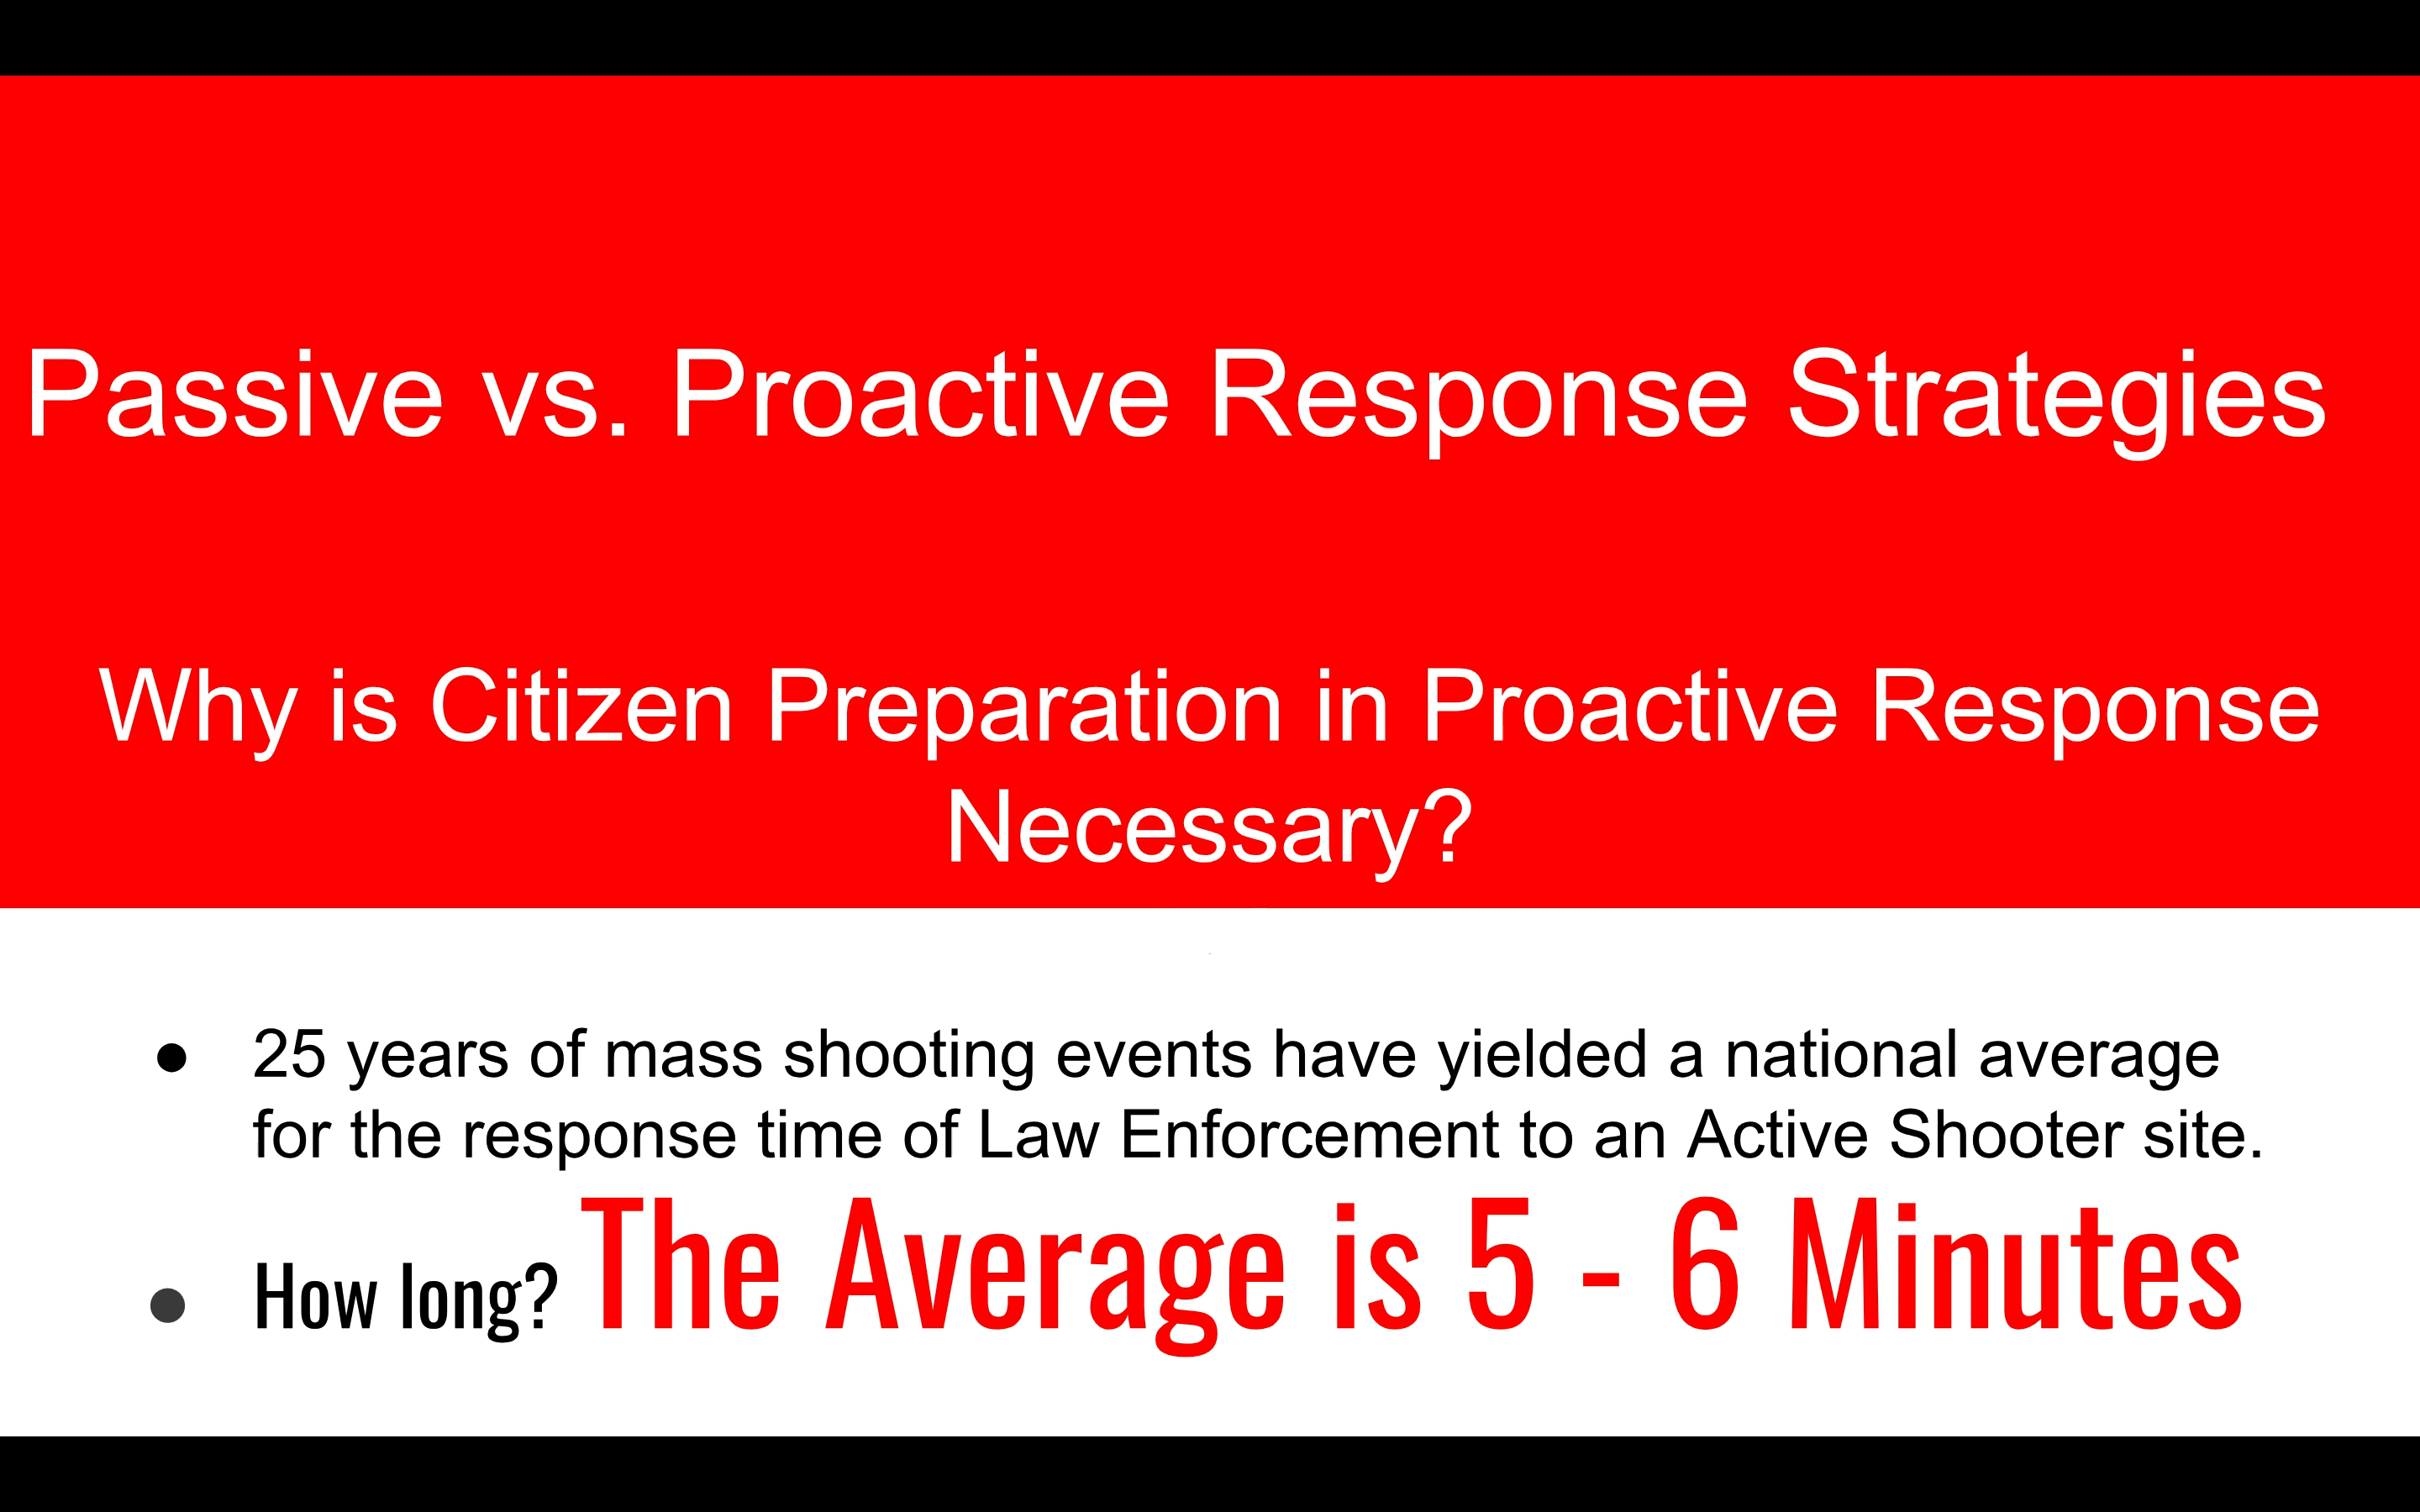 Passive vs. Proactive Response Strategies
Why is Citizen Preparation in Proactive Response
Necessary?
• 25 years of mass shooting events have yielded a national average
for the response time of Law Enforcement to an Active Shooter site.
• How long? The Average is 5 - 6 Minutes